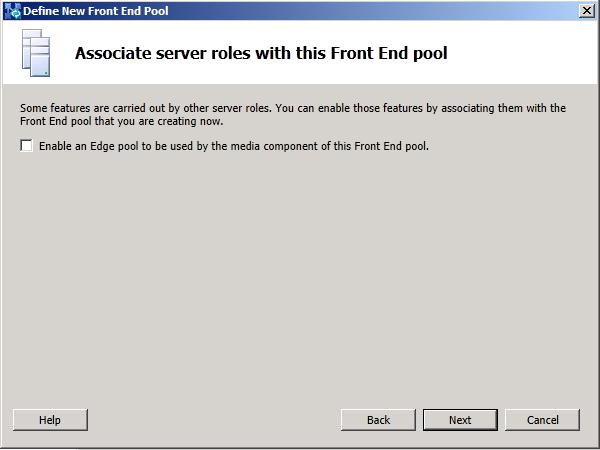 Define New Front End Pool
Associate server roles with this Front End pool
Some features are carried out by other server roles. You can enable those features by associating them with the
Front End pool that you are creating now.
Enable an Edge pool to be used by the media component of this Front End pool.
Help
Back
Next
Cancel